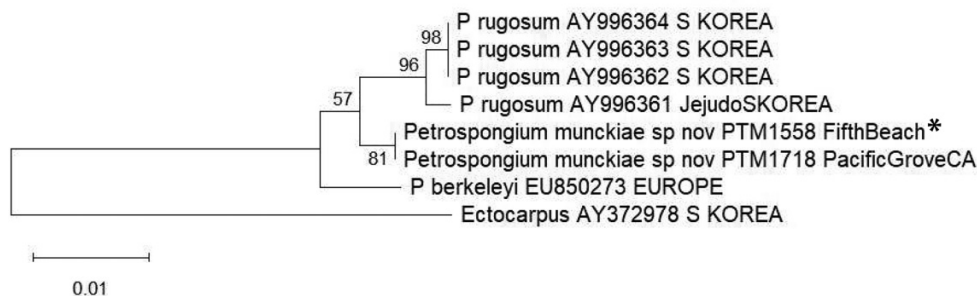 P rugosum AY996364 S KOREA
98
P rugosum AY996363 S KOREA
96
P rugosum AY996362 S KOREA
57
P rugosum AY996361 JejudoSKOREA
Petrospongium munckiae sp nov PTM1558 FifthBeach*
81
Petrospongium munckiae sp nov PTM1718 PacificGroveCA
P berkeleyi EU850273 EUROPE
Ectocarpus AY372978 S KOREA
0.01